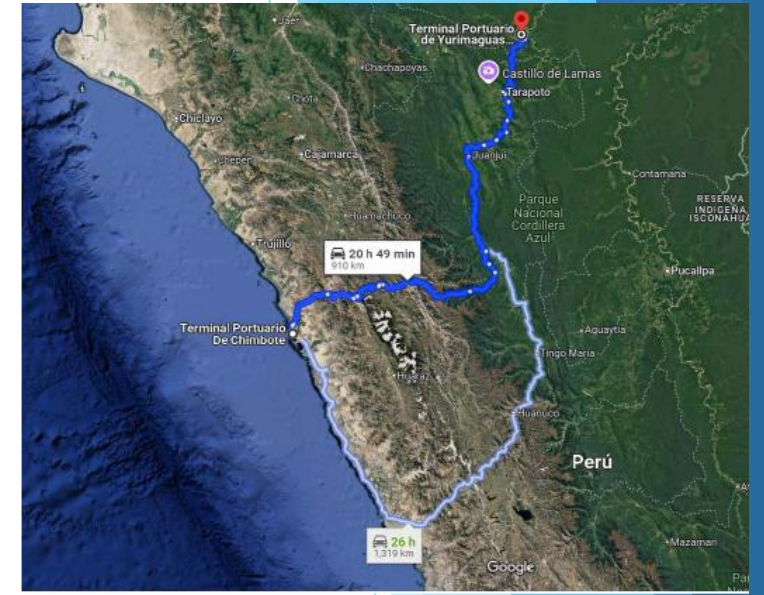 Jaén
Terminal Portuario
de Yurimaguas...
Castillo de Lamas
Chachapoyas
Tarapoto
Chota
Chiclayo
Juanjuí
Chepén
Cajamarca
Contamana
RESERVA
INDÍGENA
ISCONAHUA
Parque
Nacional
Cordillera
Azul
Huamachuco
Trujillo
20 h 49 min
910 km
Pucallpa
Terminal Portuario
De Chimbote
Aguaytia
Tingo María
Huaraz
Huánuco
Perú
26 h
1,319 km
Mazamari
Google